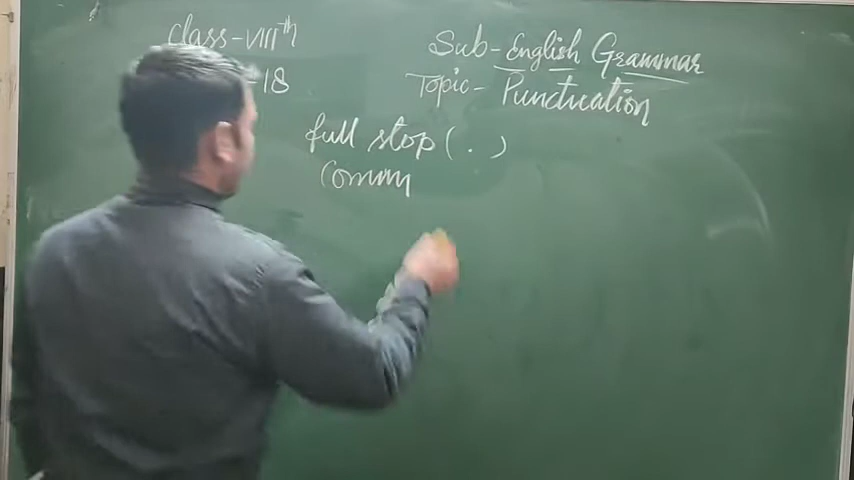 Class-VIIIth
-18
Sub-English Grammar
Topic- Punctuation
full stop ( . )
Comm